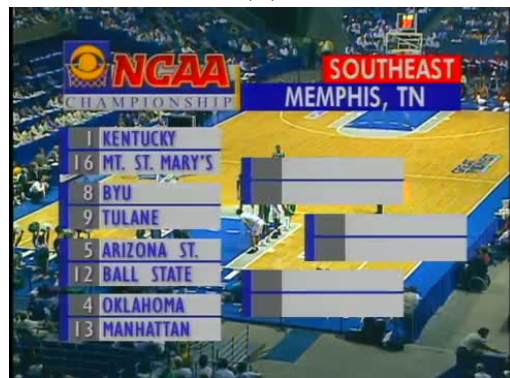 NCAA
CHAMPIONSHIP
SOUTHEAST
MEMPHIS, TN
1 KENTUCKY
16 MT. ST. MARY'S
8 BYU
9 TULANE
5 ARIZONA ST.
12 BALL STATE
4 OKLAHOMA
13 MANHATTAN